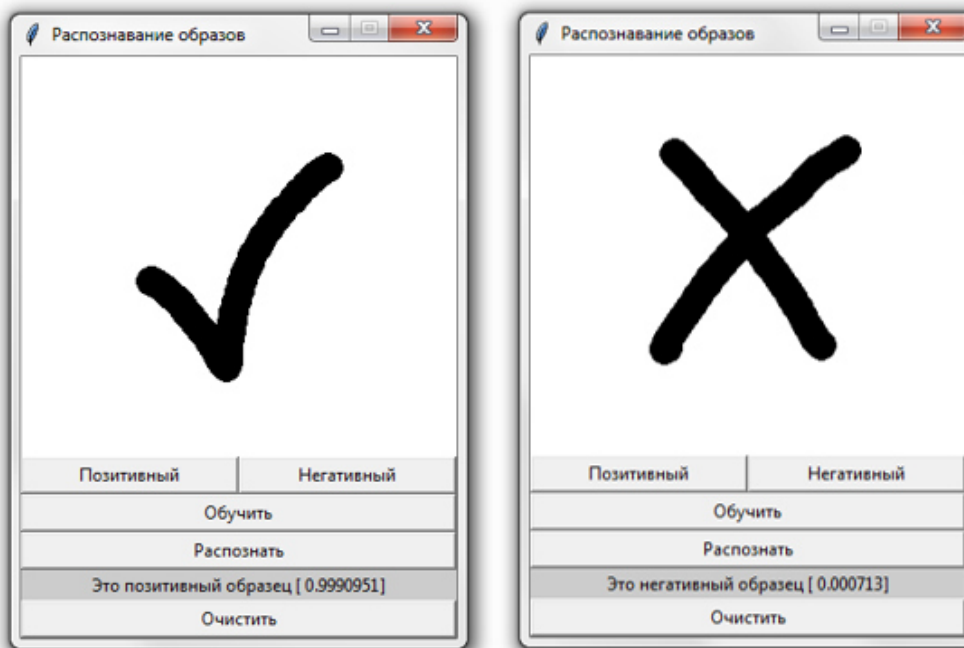 Распознавание образов
Позитивный Негативный
Обучить
Распознать
Это позитивный образец [ 0.9990951]
Очистить
Распознавание образов
Позитивный Негативный
Обучить
Распознать
Это негативный образец [ 0.000713]
Очистить